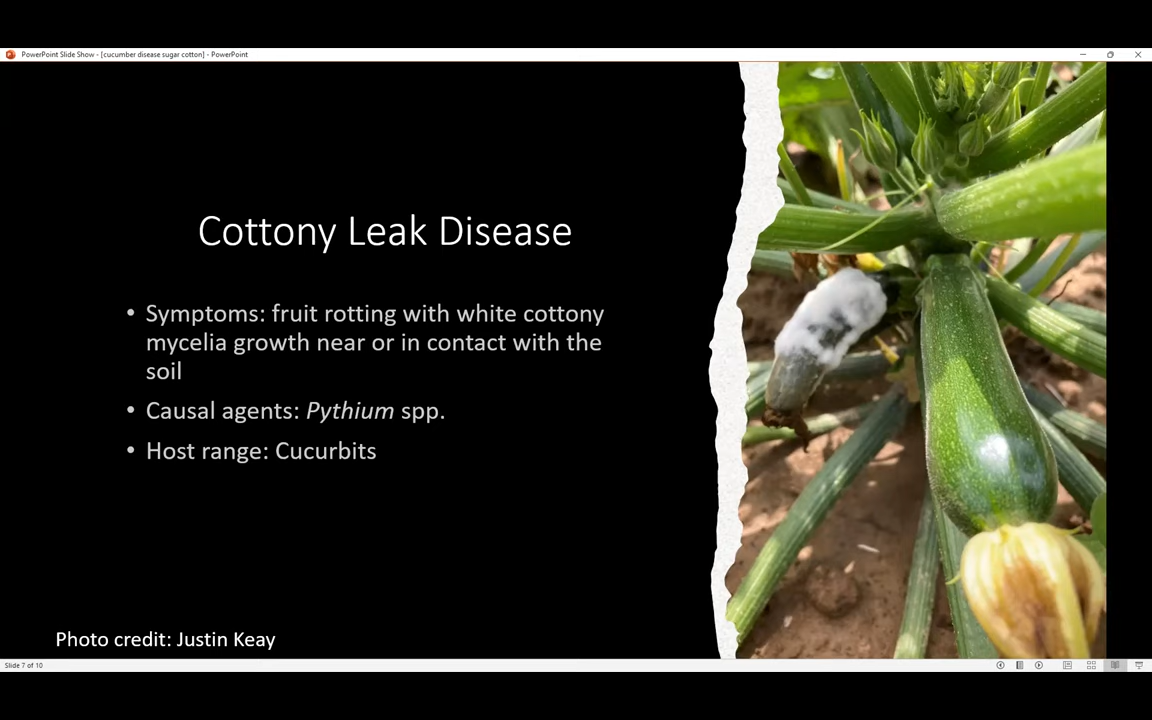 PowerPoint Slide Show - [cucumber disease sugar cotton] - PowerPoint
Cottony Leak Disease
• Symptoms: fruit rotting with white cottony
mycelia growth near or in contact with the
soil
• Causal agents: Pythium spp.
• Host range: Cucurbits
Photo credit: Justin Keay
Slide 7 of 10